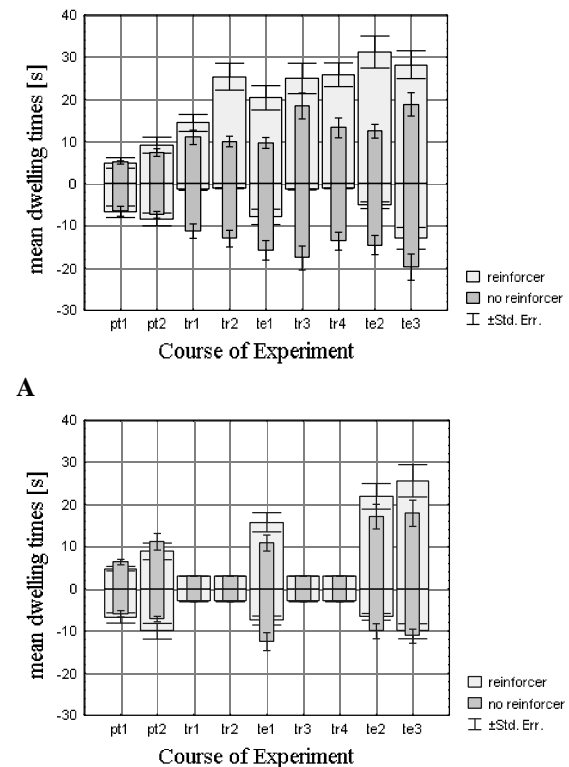 40
30
20
10
0
-10
-20
-30
mean dwelling times [s]
pt1 pt2 tr1 tr2 te1 tr3 tr4 te2 te3
Course of Experiment
reinforcer
no reinforcer
±Std. Err.
A
40
30
20
10
0
-10
-20
-30
mean dwelling times [s]
pt1 pt2 tr1 tr2 te1 tr3 tr4 te2 te3
Course of Experiment
reinforcer
no reinforcer
±Std. Err.